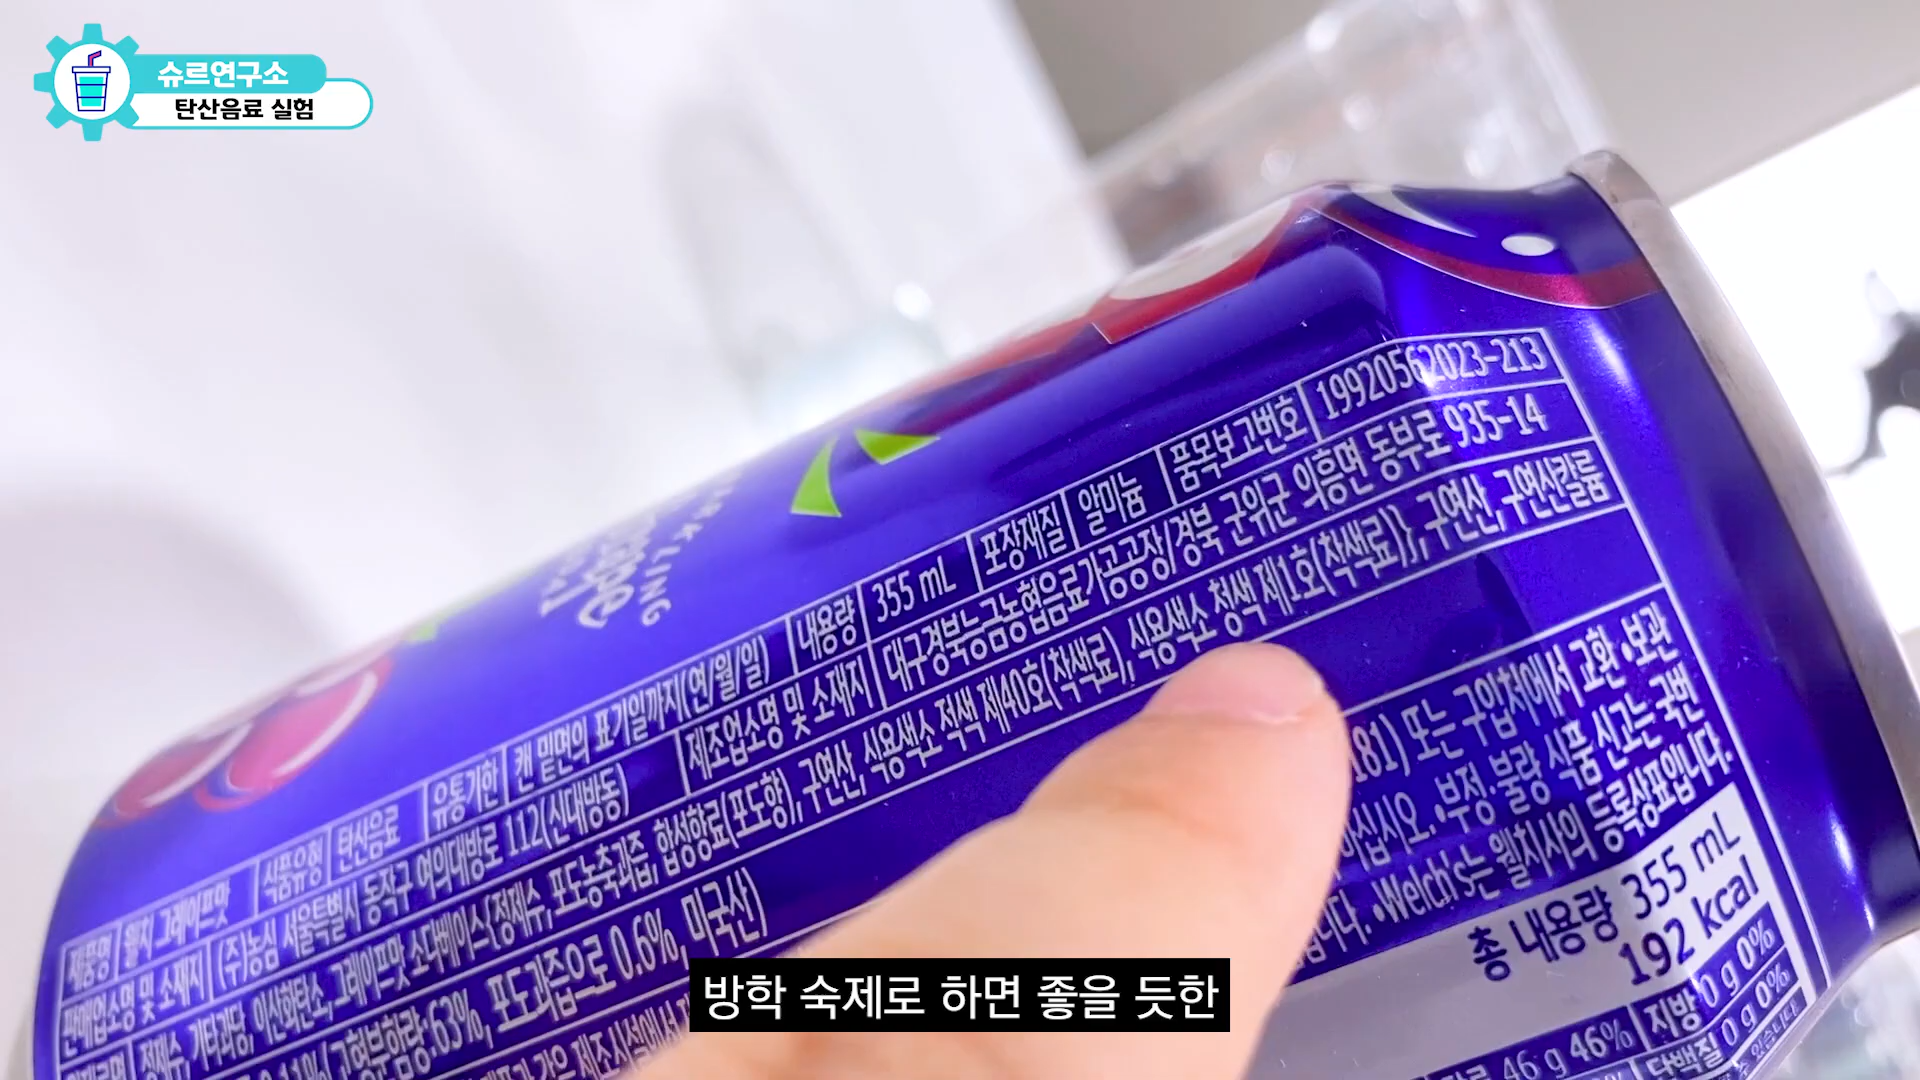 슈르연구소
탄산음료 실험
제품명 웰치 그레이프맛 식품유형 탄산음료 유통기한 캔 밑면의 표기일까지(연/월/일) 내용량 355 mL 포장재질 알미늄 품목보고번호 19920562023-213
판매업소명 및 소재지 (주)농심 서울특별시 동작구 여의대방로 112(신대방동) 제조업소명 및 소재지 대구경북능금농협음료가공공장/경북 군위군 의흥면 동부로 935-14
정제수, 기타과당, 이산화탄소, 그레이프맛 소다베이스{정제수, 포도농축과즙, 합성향료(포도향), 구연산, 식용색소 적색 제40호(착색료), 식용색소 청색 제1호(착색료)}, 구연산, 구연산칼륨
고형분함량:63%, 포도과즙으로 0.6%, 미국산)
181) 또는 구입처에서 교환•보관
하십시오. •부정·불량 식품 신고는 국번
•Welch's는 웰치사의 등록상표입니다.
총 내용량 355 mL
192 kcal
46 g 46% 지방 0 g 0%
단백질 0 g 0%
SPARKLING
방학 숙제로 하면 좋을 듯한